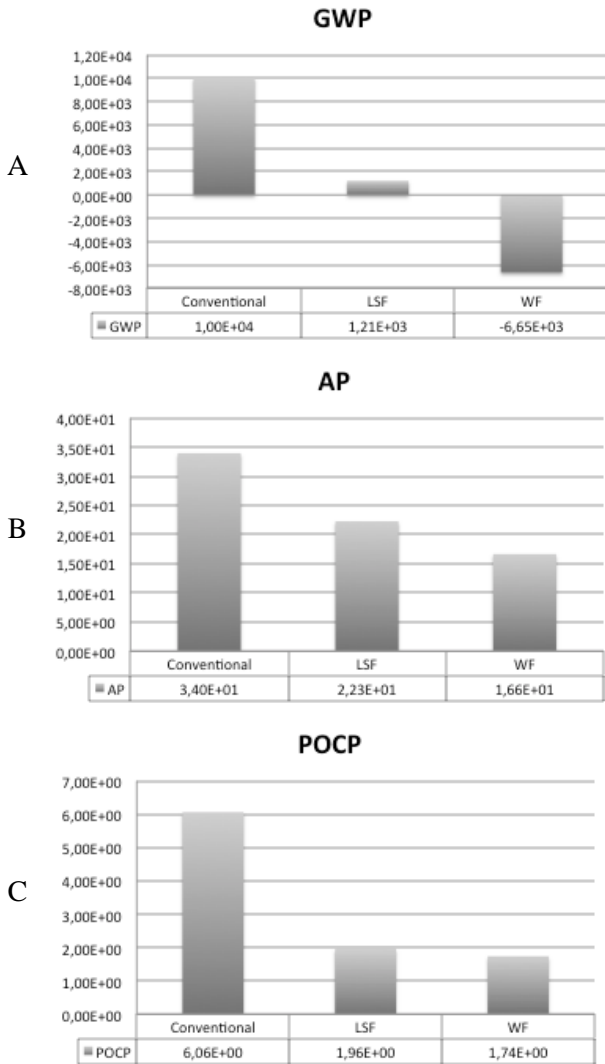 GWP
1,20E+04
1,00E+04
8,00E+03
6,00E+03
4,00E+03
2,00E+03
0,00E+00
-2,00E+03
-4,00E+03
-6,00E+03
-8,00E+03
A
Conventional LSF WF
GWP 1,00E+04 1,21E+03 -6,65E+03
AP
4,00E+01
3,50E+01
3,00E+01
2,50E+01
2,00E+01
1,50E+01
1,00E+01
5,00E+00
0,00E+00
B
Conventional LSF WF
AP 3,40E+01 2,23E+01 1,66E+01
POCP
7,00E+00
6,00E+00
5,00E+00
4,00E+00
3,00E+00
2,00E+00
1,00E+00
0,00E+00
C
Conventional LSF WF
POCP 6,06E+00 1,96E+00 1,74E+00